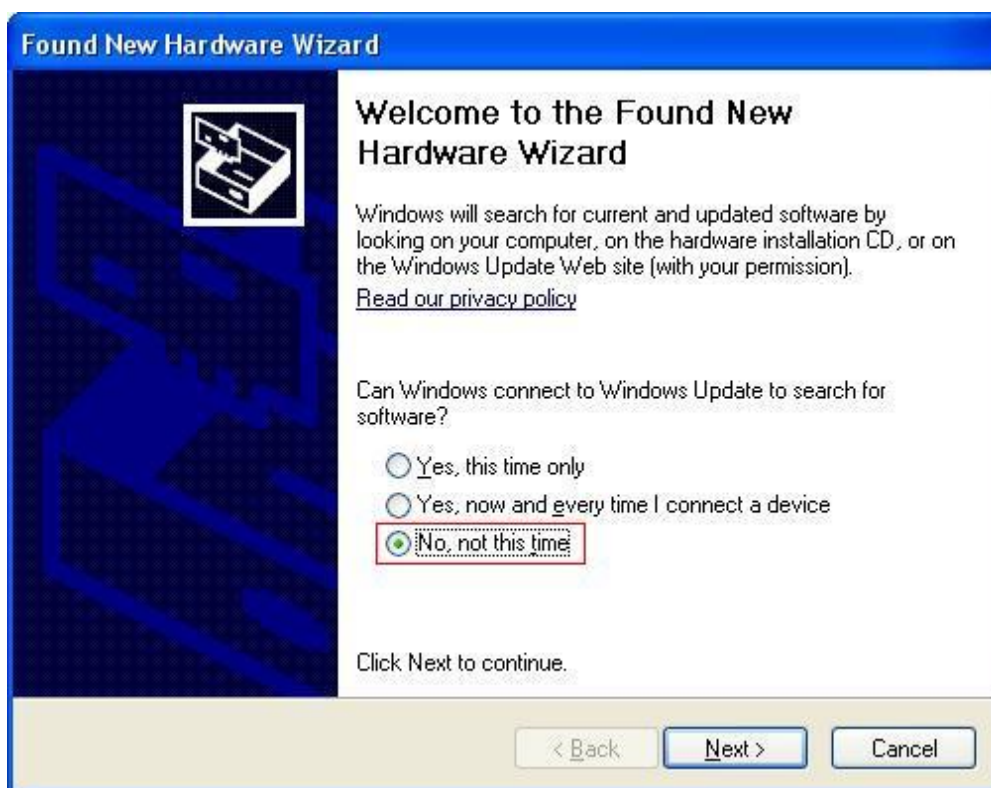 Found New Hardware Wizard
Welcome to the Found New
Hardware Wizard
Windows will search for current and updated software by
looking on your computer, on the hardware installation CD, or on
the Windows Update Web site (with your permission).
Read our privacy policy
Can Windows connect to Windows Update to search for
software?
Yes, this time only
Yes, now and every time I connect a device
No, not this time
Click Next to continue.
< Back
Next >
Cancel